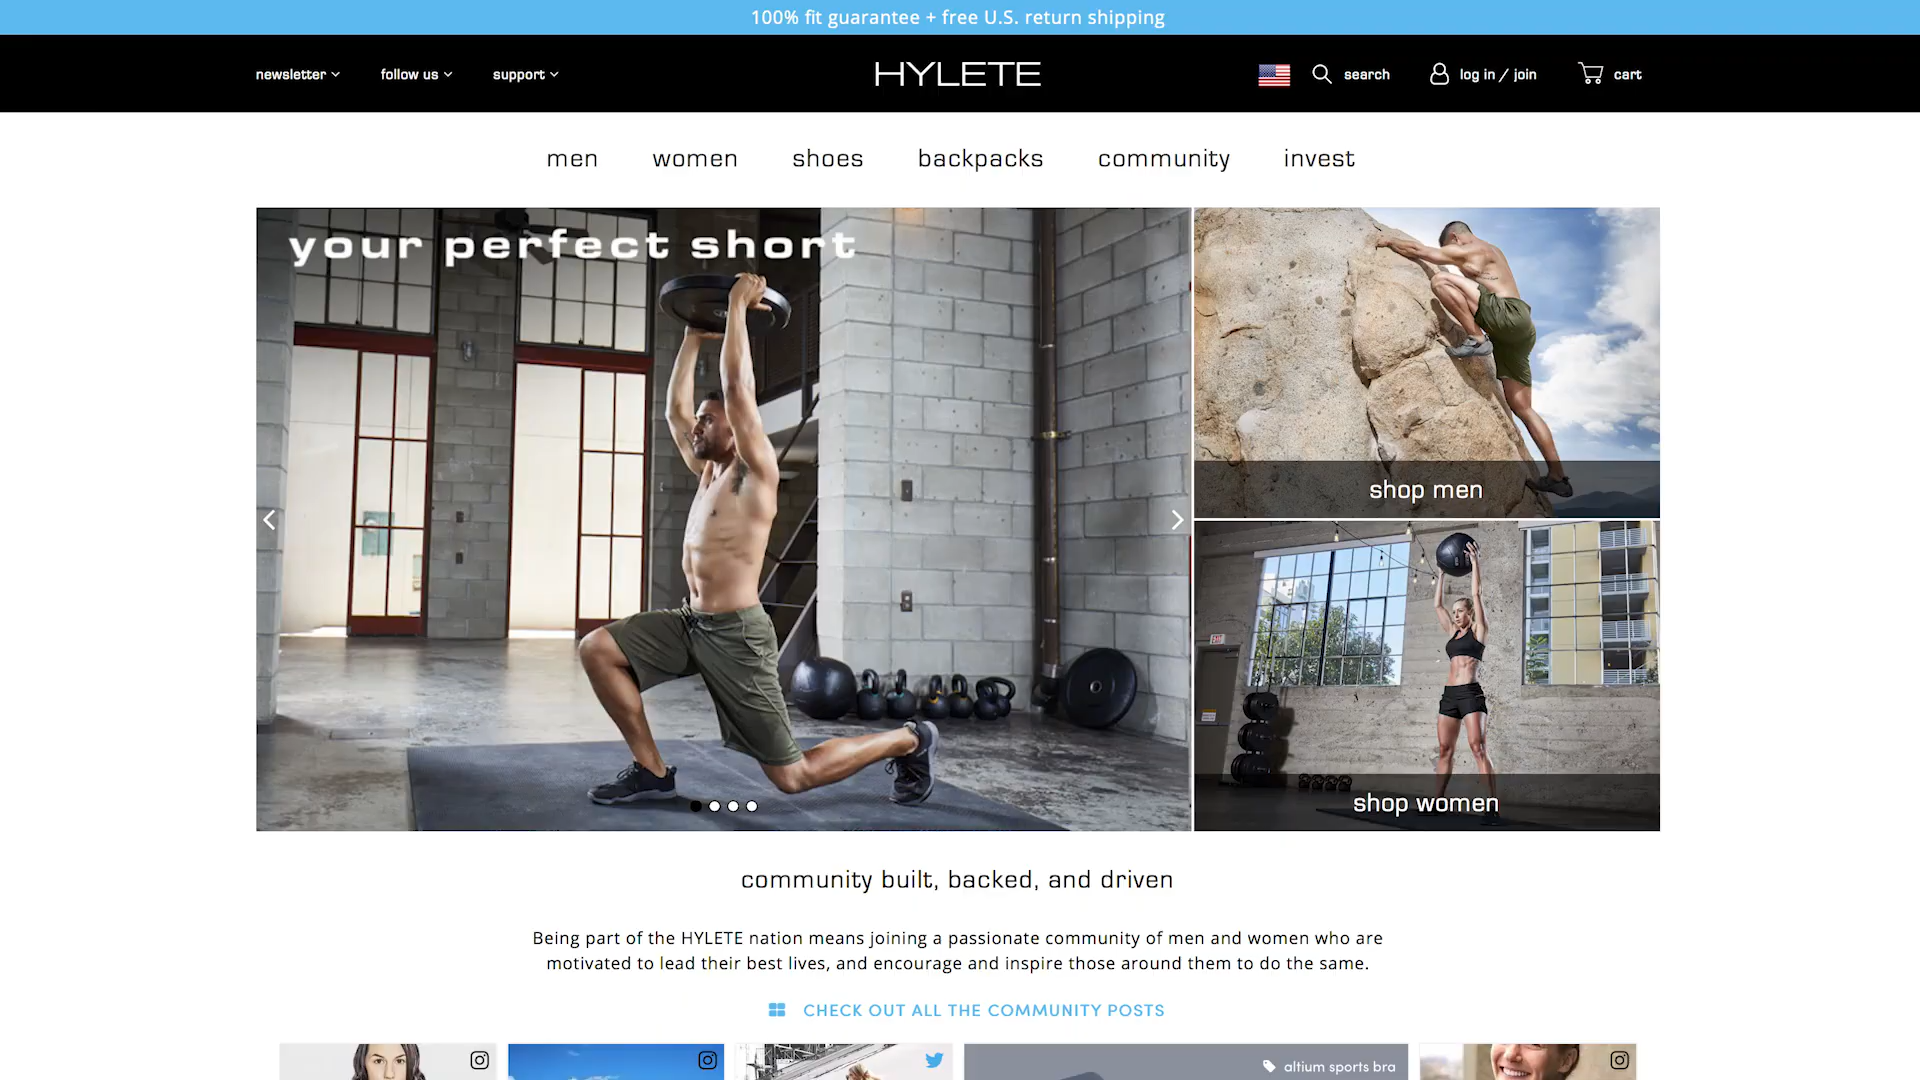 100% fit guarantee + free U.S. return shipping
newsletter
follow us
support
HYLETE
search
log in / join
cart
men
women
shoes
backpacks
community
invest
your perfect short
shop men
shop women
community built, backed, and driven
Being part of the HYLETE nation means joining a passionate community of men and women who are
motivated to lead their best lives, and encourage and inspire those around them to do the same.
CHECK OUT ALL THE COMMUNITY POSTS
altium sports bra